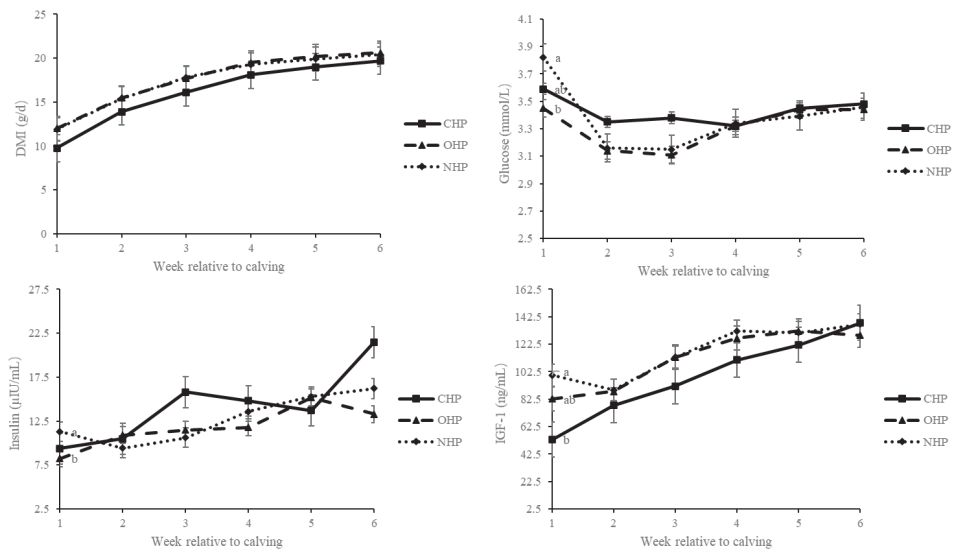 25
20
15
10
5
0
DMI (g/d)
1 2 3 4 5 6
Week relative to calving
CHP
OHP
NHP
4.1
3.9
3.7
3.5
3.3
3.1
2.9
2.7
2.5
Glucose (mmol/L)
a
ab
b
1 2 3 4 5 6
Week relative to calving
CHP
OHP
NHP
27.5
22.5
17.5
12.5
7.5
2.5
Insulin (µIU/mL)
a
b
1 2 3 4 5 6
Week relative to calving
CHP
OHP
NHP
162.5
142.5
122.5
102.5
82.5
62.5
42.5
22.5
2.5
IGF-1 (ng/mL)
a
ab
b
1 2 3 4 5 6
Week relative to calving
CHP
OHP
NHP